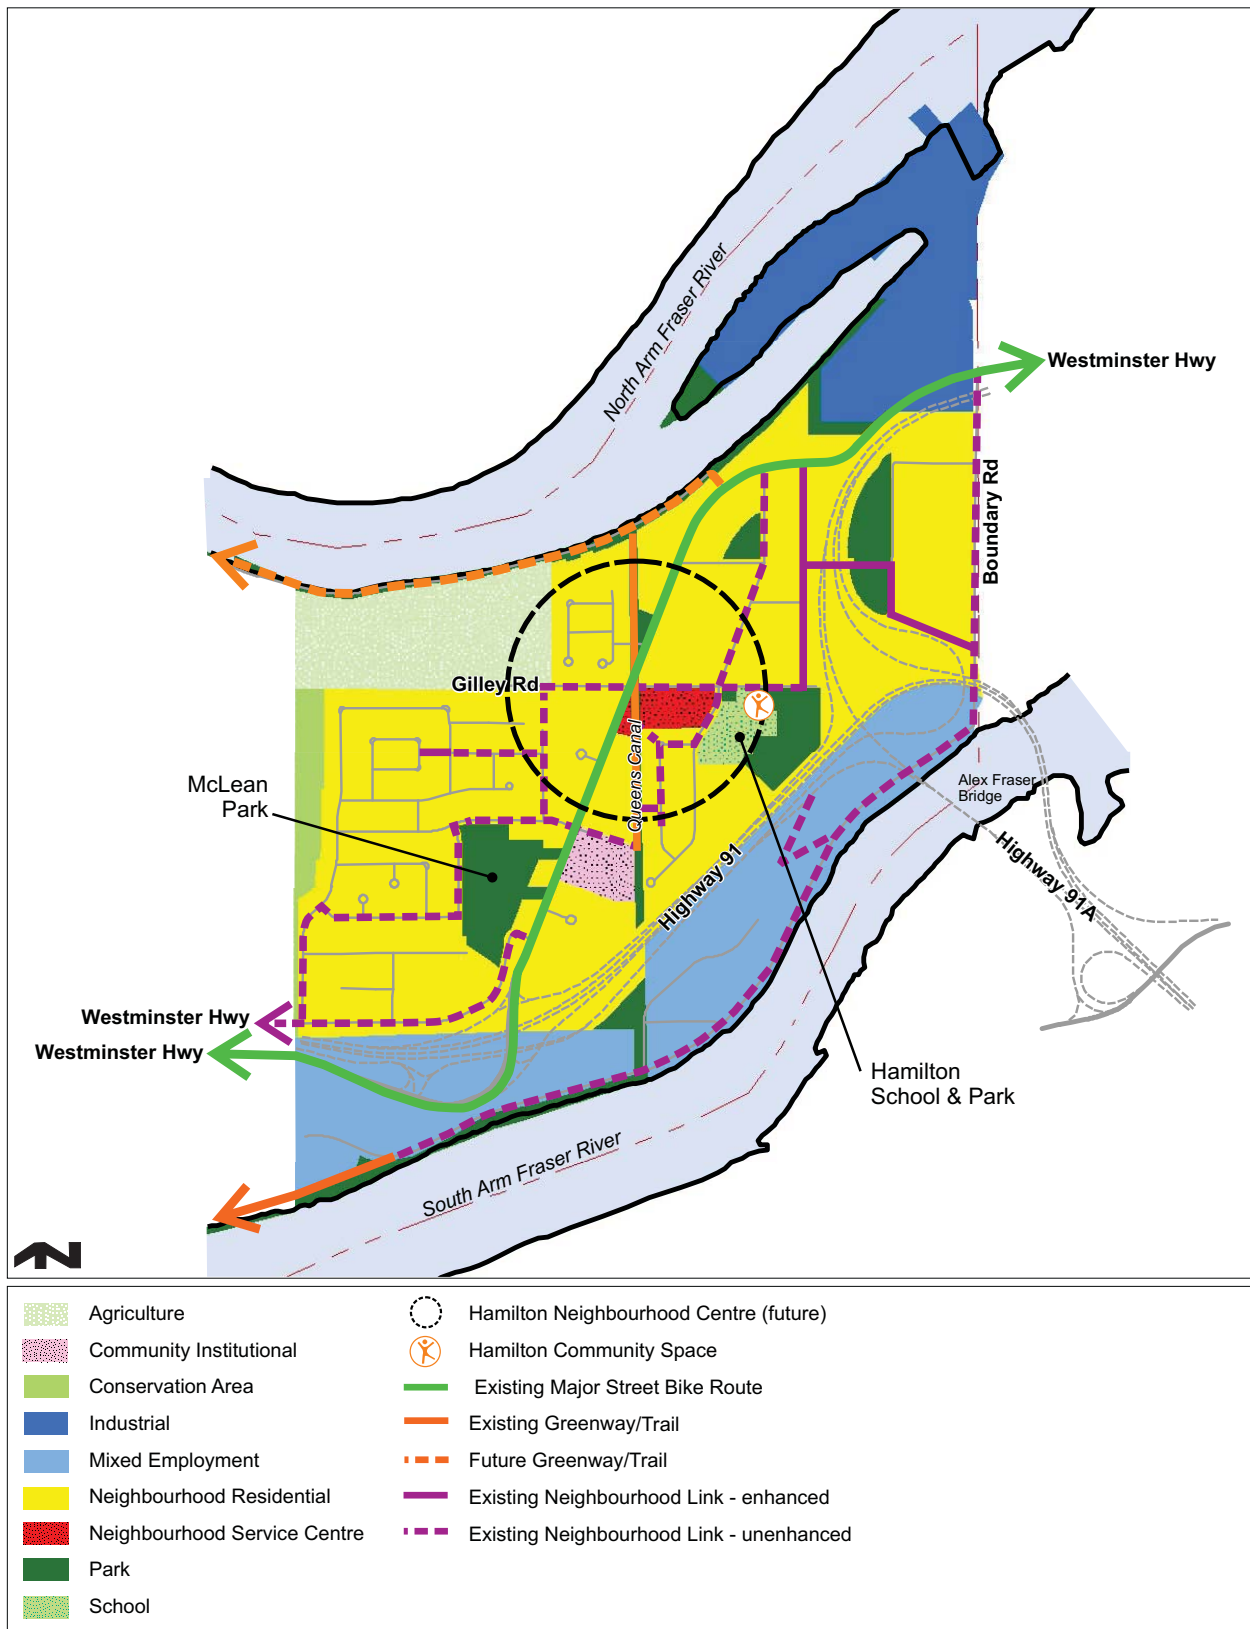 North Arm Fraser River
Westminster Hwy
Boundary Rd
Gilley Rd
Queens Canal
McLean
Park
Alex Fraser
Bridge
Highway 91
Highway 91A
Westminster Hwy
Westminster Hwy
Hamilton
School & Park
South Arm Fraser River
N
Agriculture
Community Institutional
Conservation Area
Industrial
Mixed Employment
Neighbourhood Residential
Neighbourhood Service Centre
Park
School
Hamilton Neighbourhood Centre (future)
Hamilton Community Space
Existing Major Street Bike Route
Existing Greenway/Trail
Future Greenway/Trail
Existing Neighbourhood Link - enhanced
Existing Neighbourhood Link - unenhanced